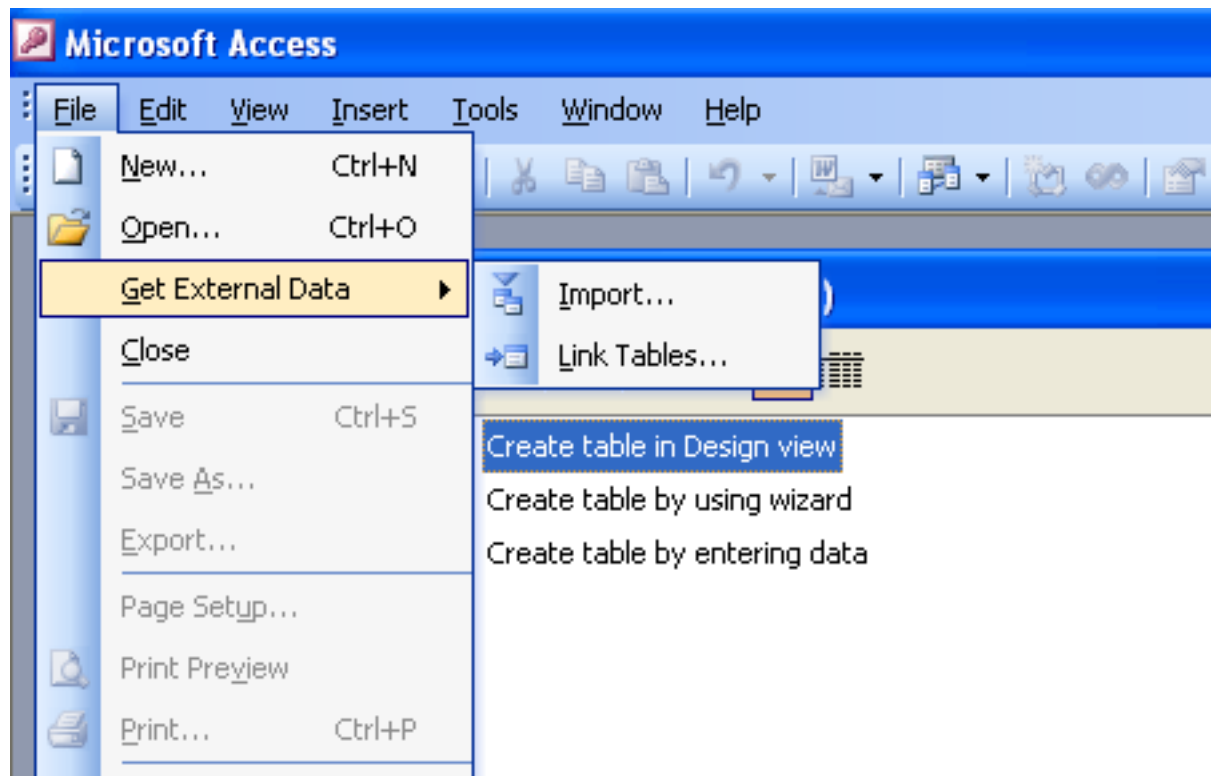 Microsoft Access
File Edit View Insert Tools Window Help
New... Ctrl+N
Open... Ctrl+O
Get External Data
Import...
)
Close
Link Tables...
Save Ctrl+S
Create table in Design view
Save As...
Create table by using wizard
Export...
Create table by entering data
Page Setup...
Print Preview
Print... Ctrl+P